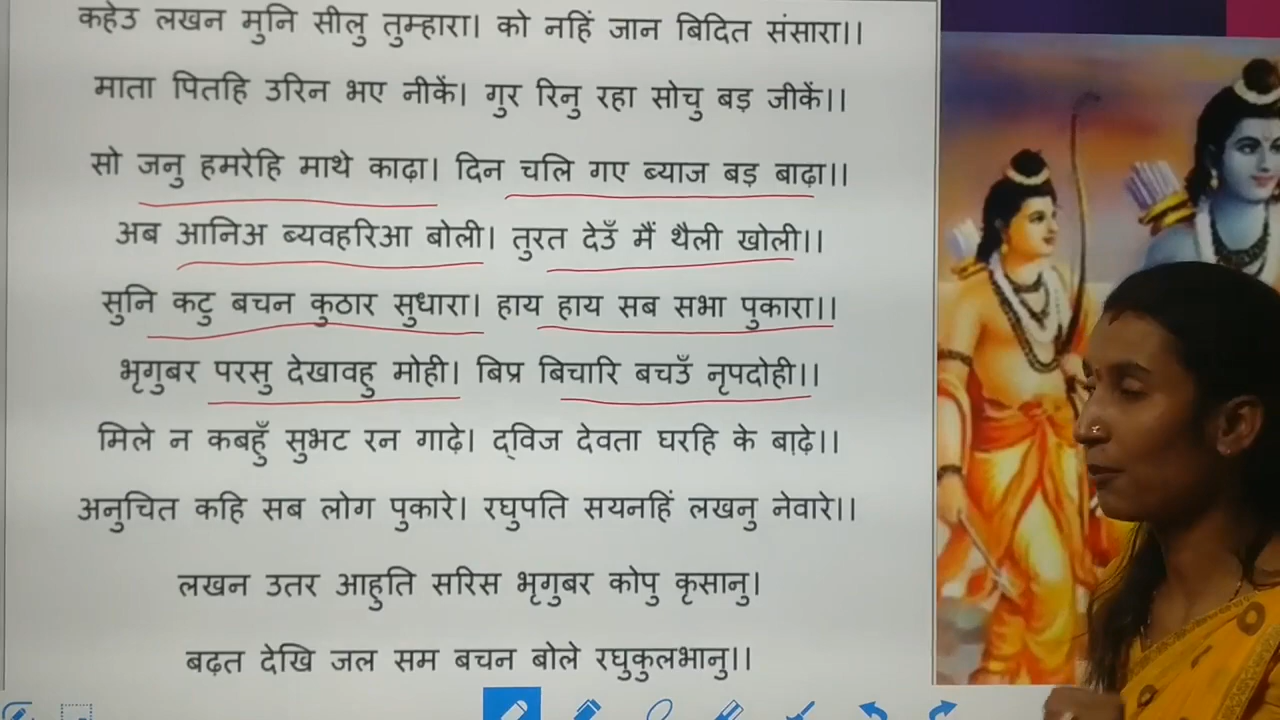 कहेउ लखन मुनि सीलु तुम्हारा। को नहिं जान बिदित संसारा।।
माता पितहि उरिन भए नीकें। गुर रिनु रहा सोचु बड़ जीकें।।
सो जनु हमरेहि माथे काढ़ा। दिन चलि गए ब्याज बड़ बाढ़ा।।
अब आनिअ ब्यवहरिआ बोली। तुरत देउँ मैं थैली खोली।।
सुनि कटु बचन कुठार सुधारा। हाय हाय सब सभा पुकारा।।
भृगुबर परसु देखावहु मोही। बिप्र बिचारि बचउँ नृपदोही।।
मिले न कबहुँ सुभट रन गाढ़े। द्विज देवता घरहि के बाढ़े।।
अनुचित कहि सब लोग पुकारे। रघुपति सयनहिं लखनु नेवारे।।
लखन उतर आहुति सरिस भृगुबर कोपु कृसानु।
बढ़त देखि जल सम बचन बोले रघुकुलभानु।।